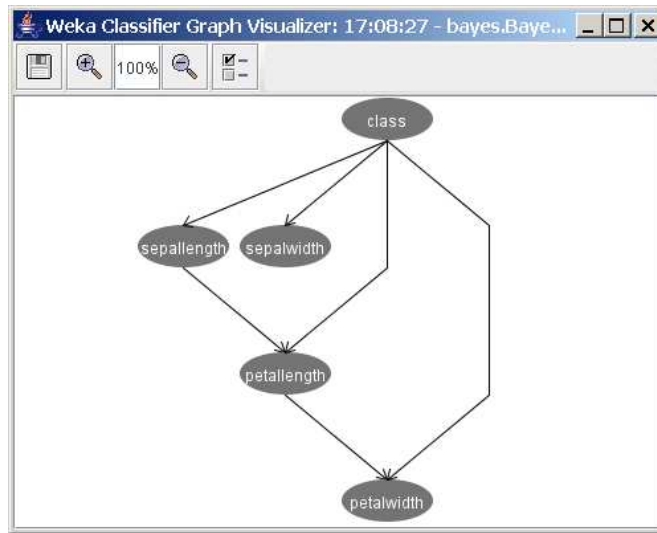 Weka Classifier Graph Visualizer: 17:08:27 - bayes.Baye...
100%
class
sepallength sepalwidth
petallength
petalwidth